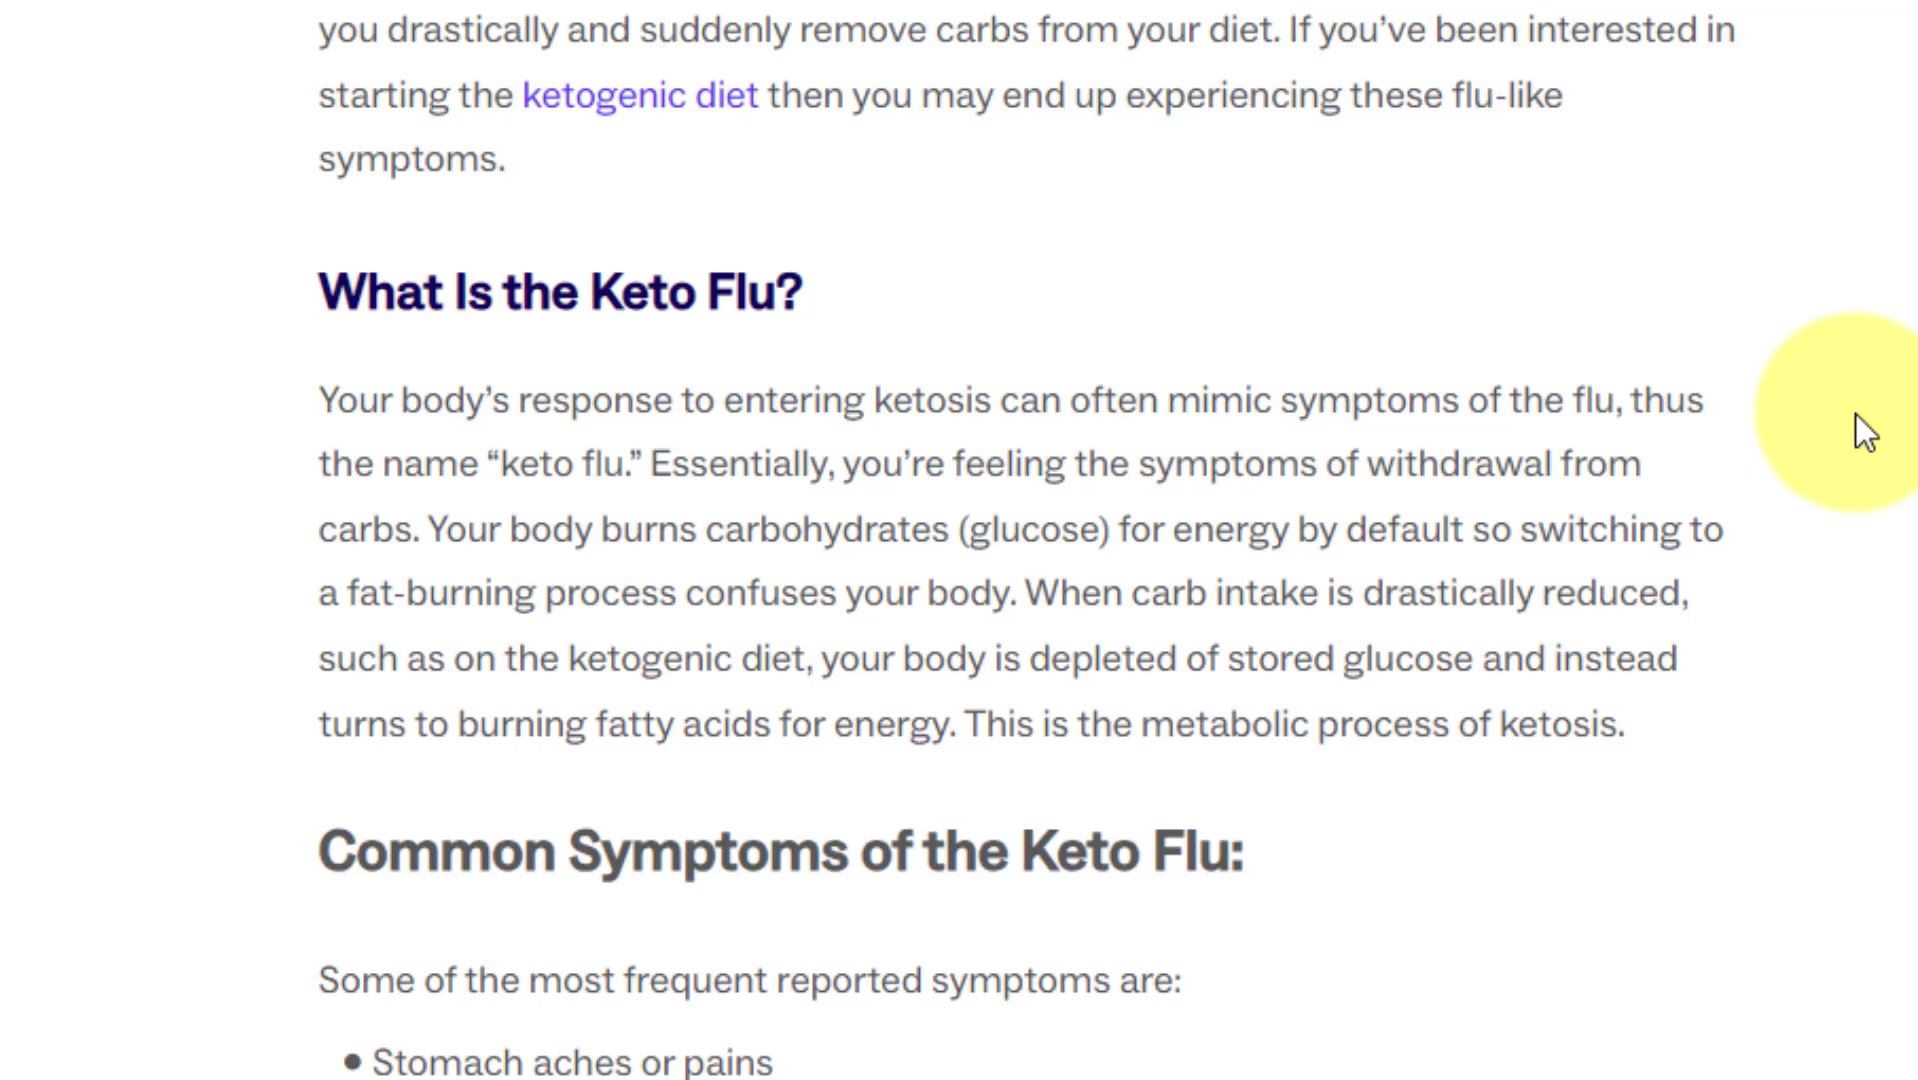 you drastically and suddenly remove carbs from your diet. If you’ve been interested in
starting the ketogenic diet then you may end up experiencing these flu-like
symptoms.
What Is the Keto Flu?
Your body’s response to entering ketosis can often mimic symptoms of the flu, thus
the name “keto flu.” Essentially, you’re feeling the symptoms of withdrawal from
carbs. Your body burns carbohydrates (glucose) for energy by default so switching to
a fat-burning process confuses your body. When carb intake is drastically reduced,
such as on the ketogenic diet, your body is depleted of stored glucose and instead
turns to burning fatty acids for energy. This is the metabolic process of ketosis.
Common Symptoms of the Keto Flu:
Some of the most frequent reported symptoms are:
● Stomach aches or pains